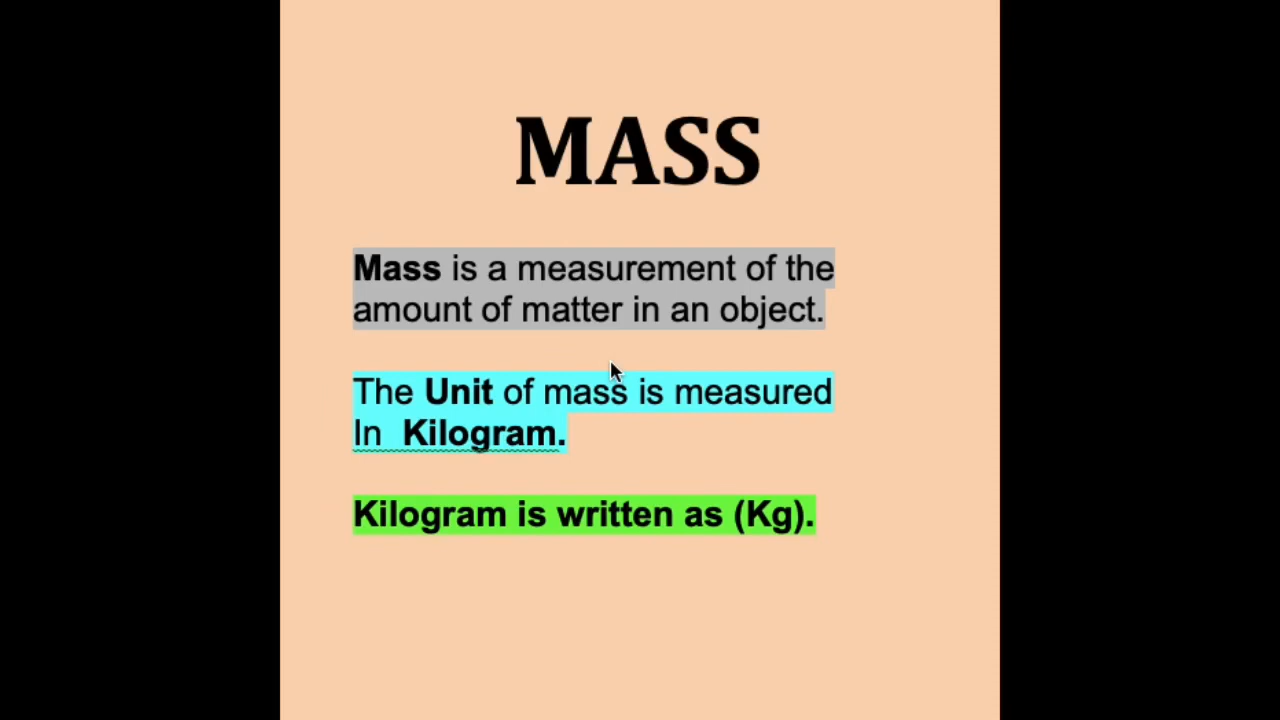 MASS
Mass is a measurement of the
amount of matter in an object.
The Unit of mass is measured
In  Kilogram.
Kilogram is written as (Kg).